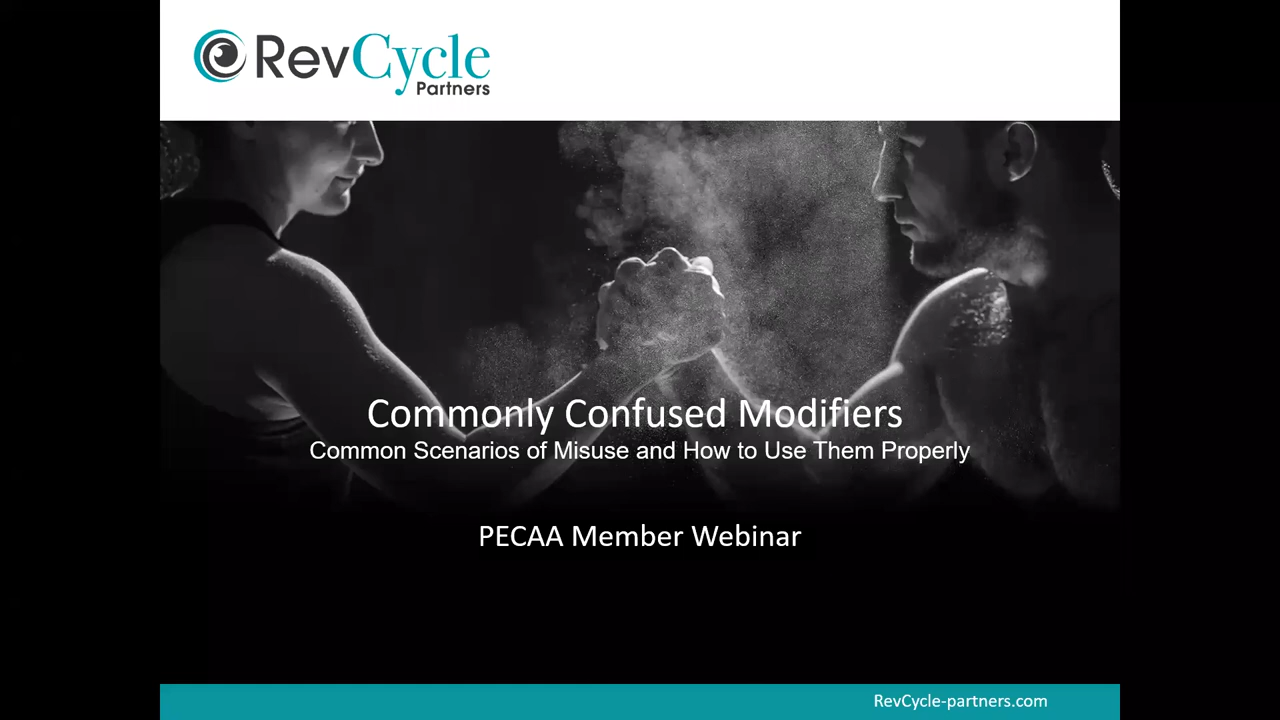 RevCycle
Partners
Commonly Confused Modifiers
Common Scenarios of Misuse and How to Use Them Properly
PECAA Member Webinar
RevCycle-partners.com